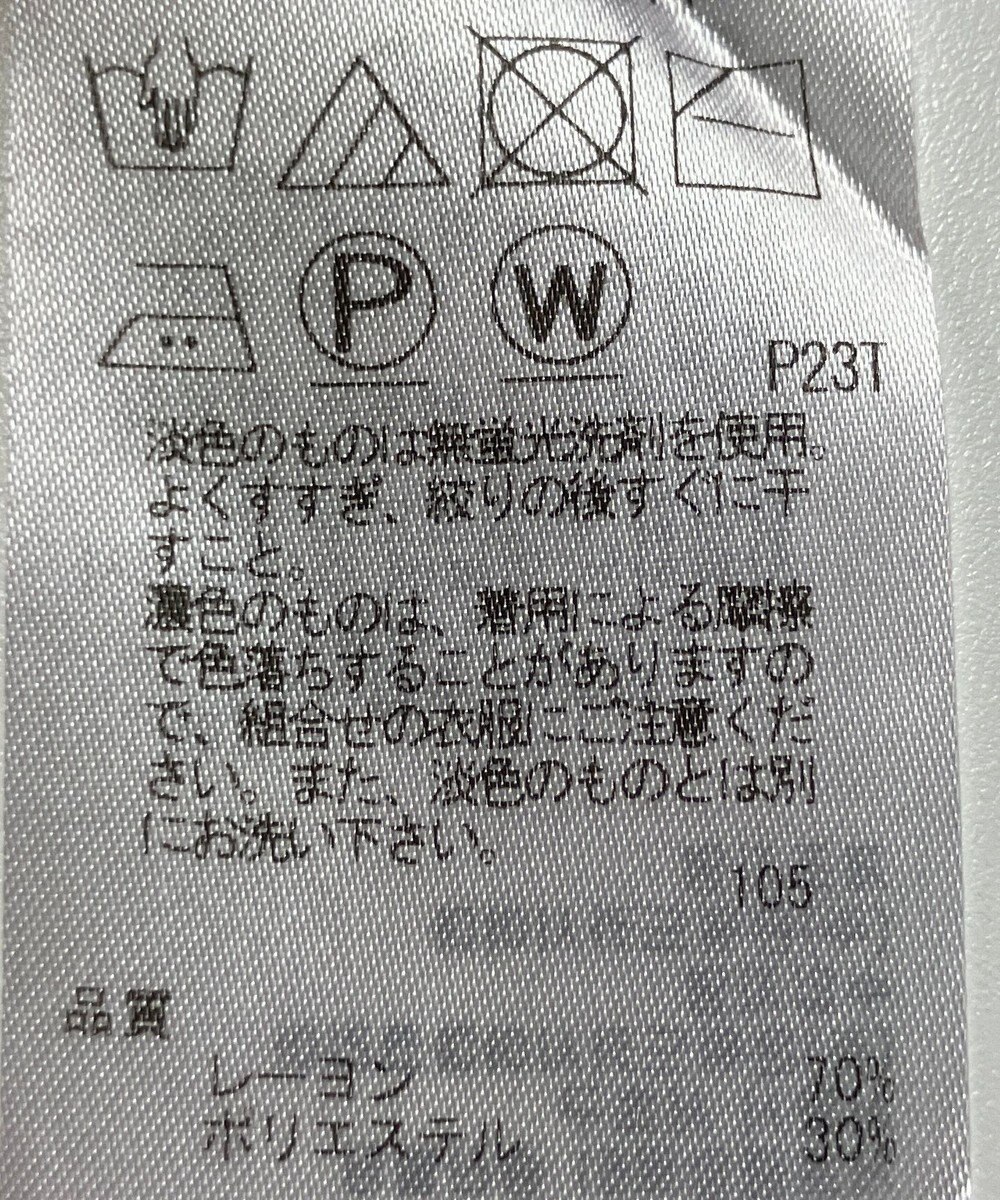 P W
P23T
淡色のものは無蛍光洗剤を使用。
よくすすぎ、絞りの後すぐに干
すこと。
濃色のものは、着用による摩擦
で色落ちすることがありますの
で、組合せの衣服にご注意くだ
さい。また、淡色のものとは別
にお洗い下さい。
105
品質
レーヨン 70%
ポリエステル 30%